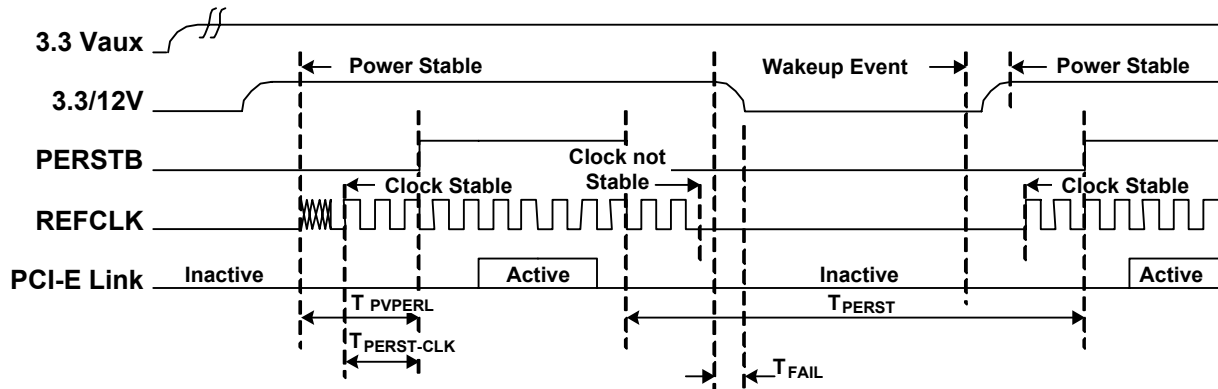 3.3 Vaux
Power Stable
Wakeup Event
Power Stable
3.3/12V
PERSTB
Clock not
Stable
Clock Stable
Clock Stable
REFCLK
PCI-E Link
Inactive
Active
Inactive
Active
T PVPERL
TPERST
TPERST-CLK
TFAIL